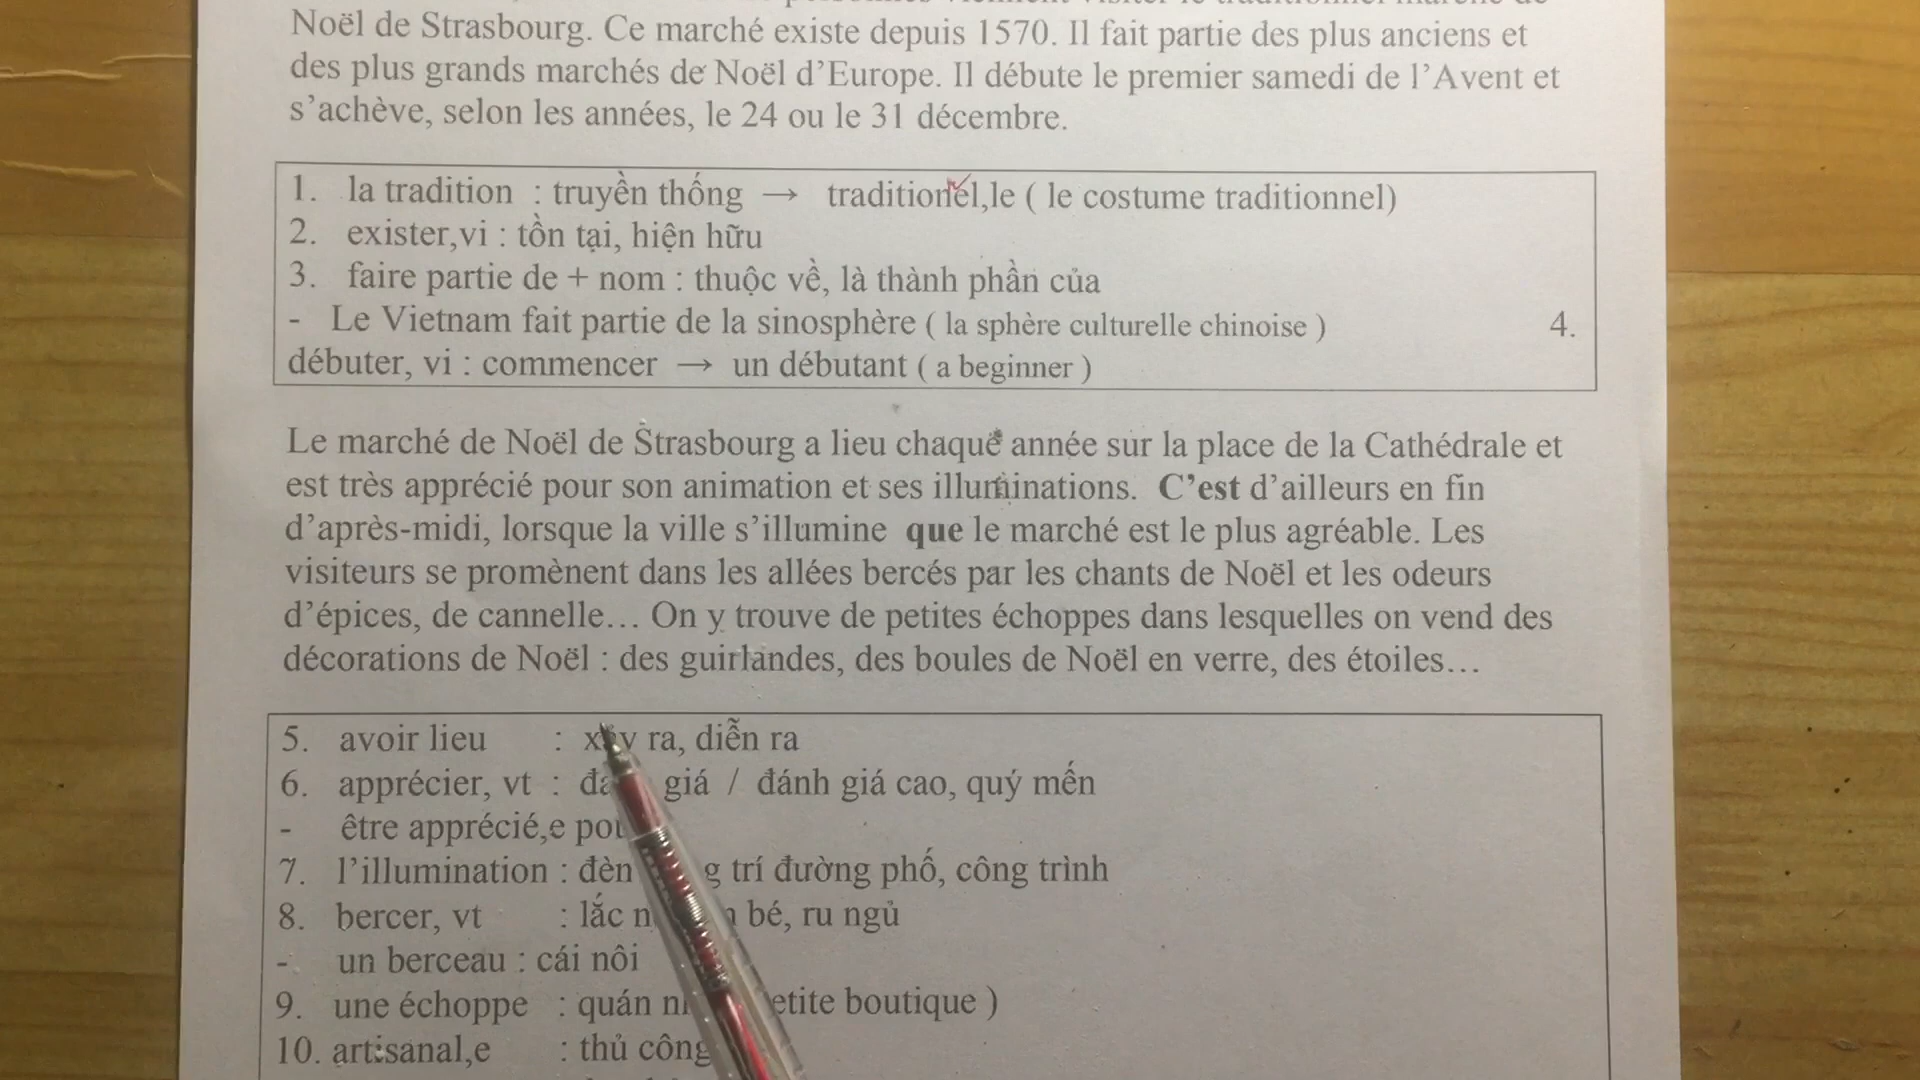 Noël de Strasbourg. Ce marché existe depuis 1570. Il fait partie des plus anciens et
des plus grands marchés de Noël d’Europe. Il débute le premier samedi de l’Avent et
s’achève, selon les années, le 24 ou le 31 décembre.
1. la tradition : truyền thống → traditionel,le ( le costume traditionnel)
2. exister,vi : tồn tại, hiện hữu
3. faire partie de + nom : thuộc về, là thành phần của
- Le Vietnam fait partie de la sinosphère ( la sphère culturelle chinoise ) 4.
débuter, vi : commencer → un débutant ( a beginner )
Le marché de Noël de Strasbourg a lieu chaque année sur la place de la Cathédrale et
est très apprécié pour son animation et ses illuminations. C’est d’ailleurs en fin
d’après-midi, lorsque la ville s’illumine que le marché est le plus agréable. Les
visiteurs se promènent dans les allées bercés par les chants de Noël et les odeurs
d’épices, de cannelle… On y trouve de petites échoppes dans lesquelles on vend des
décorations de Noël : des guirlandes, des boules de Noël en verre, des étoiles…
5. avoir lieu : ra, diễn ra
6. apprécier, vt : giá / đánh giá cao, quý mến
- être apprécié,e
7. l’illumination : đèn trí đường phố, công trình
8. bercer, vt : lắc bé, ru ngủ
- un berceau : cái nôi
9. une échoppe : quán boutique )
10. artisanal,e : thủ công